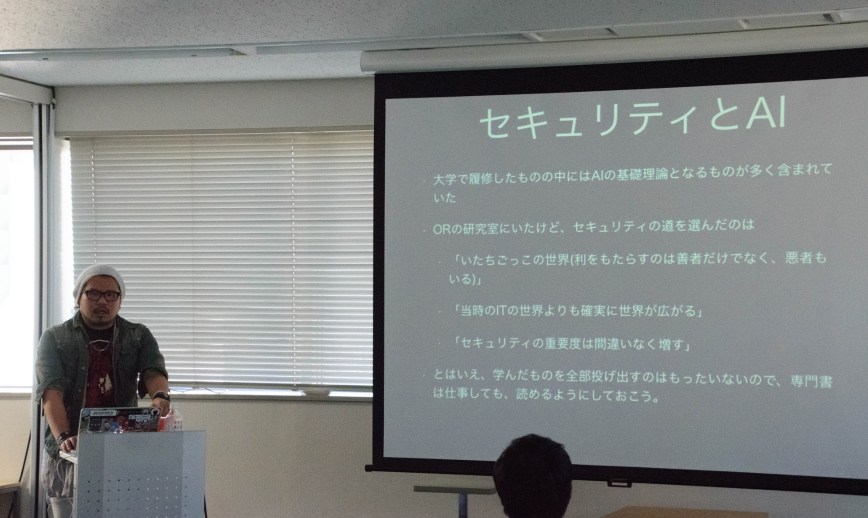 セキュリティとAI
大学で履修したものの中にはAIの基礎理論となるものが多く含まれて
いた
ORの研究室にいたけど、セキュリティの道を選んだのは
「いたちごっこの世界(利をもたらすのは善者だけでなく、悪者も
いる)」
「当時のITの世界よりも確実に世界が広がる」
「セキュリティの重要度は間違いなく増す」
とはいえ、学んだものを全部投げ出すのはもったいないので、専門書
は仕事しても、読めるようにしておこう。